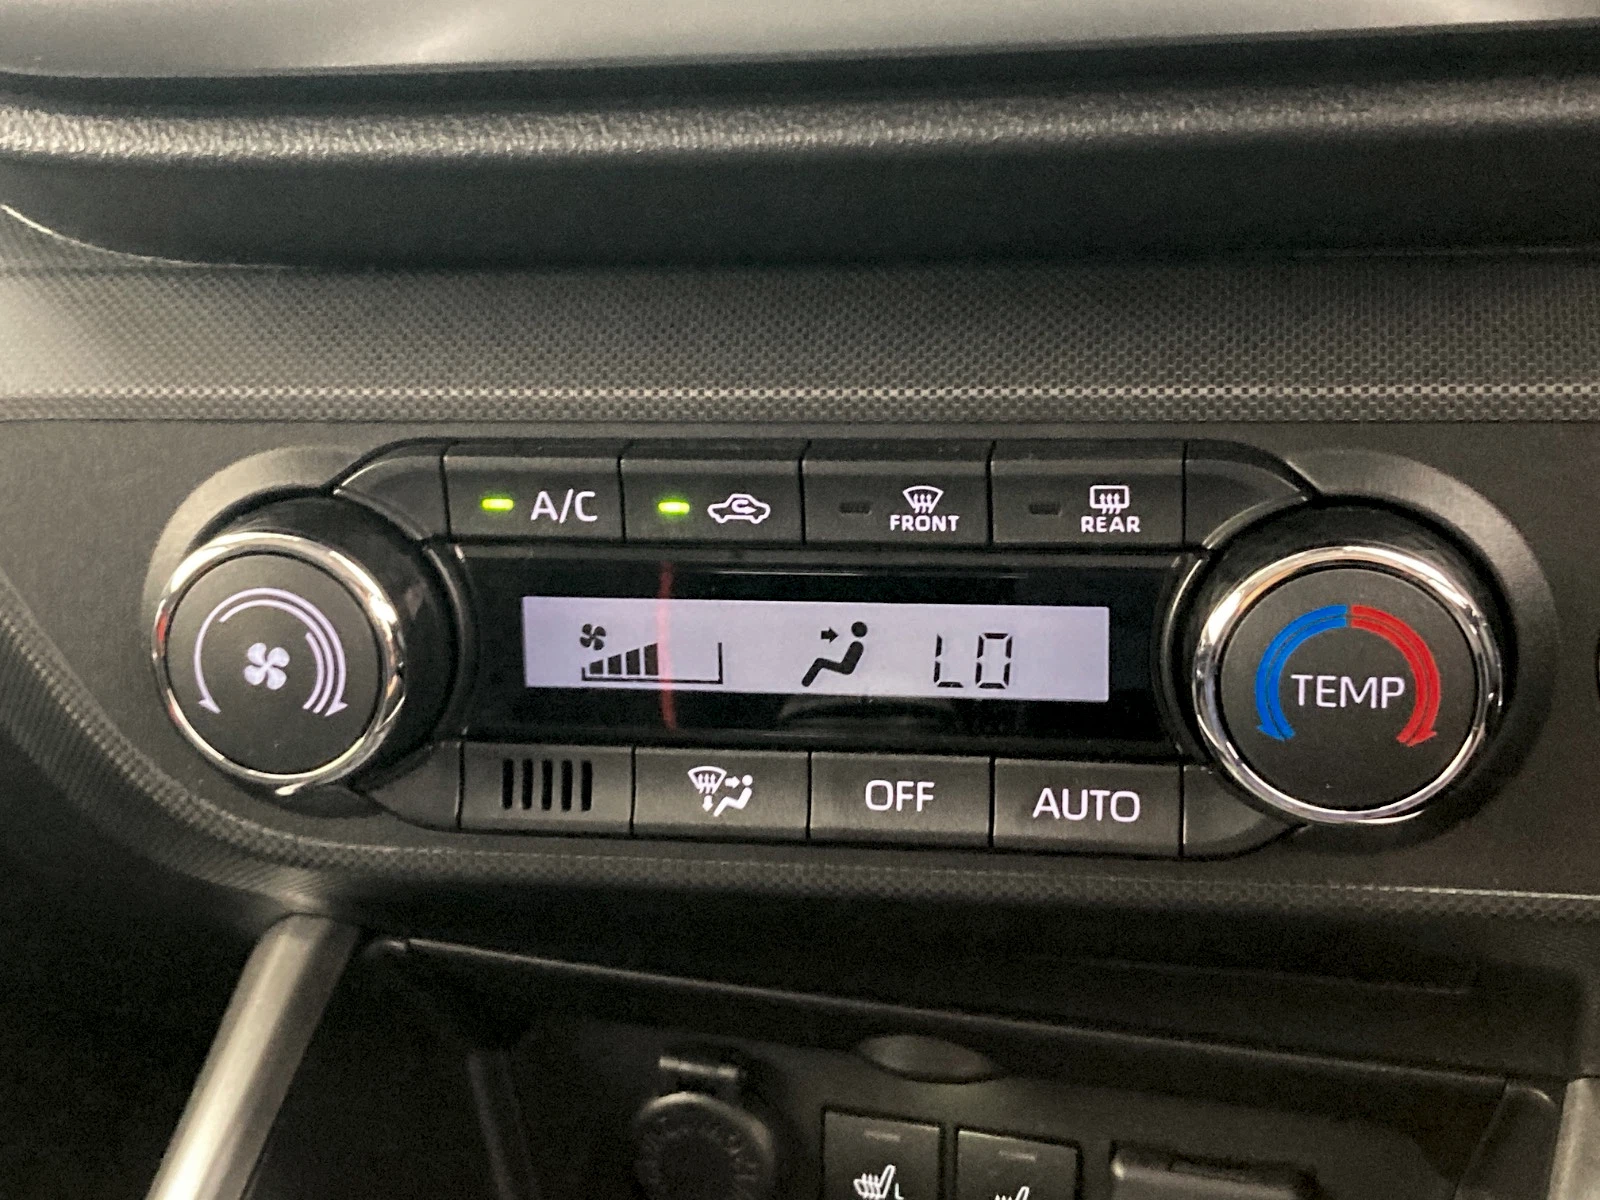 A/C
FRONT
REAR
LO
TEMP
OFF
AUTO
L